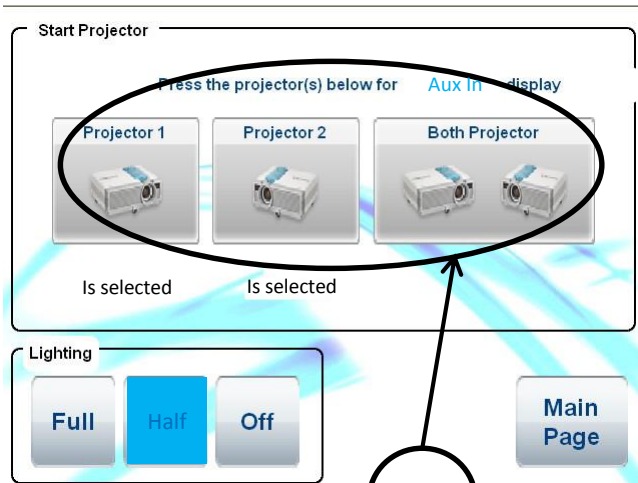 Start Projector
Press the projector(s) below for Aux In display
Projector 1 Projector 2 Both Projector
Is selected Is selected
Lighting
Full Half Off
Main
Page